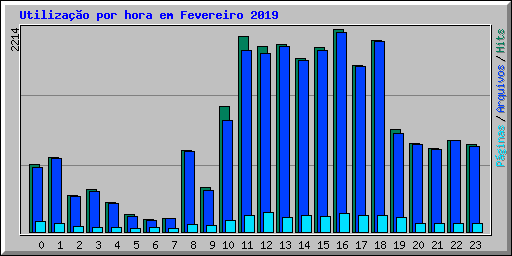 Utilização por hora em Fevereiro 2019
2214
Páginas / Arquivos / Hits
0 1 2 3 4 5 6 7 8 9 10 11 12 13 14 15 16 17 18 19 20 21 22 23